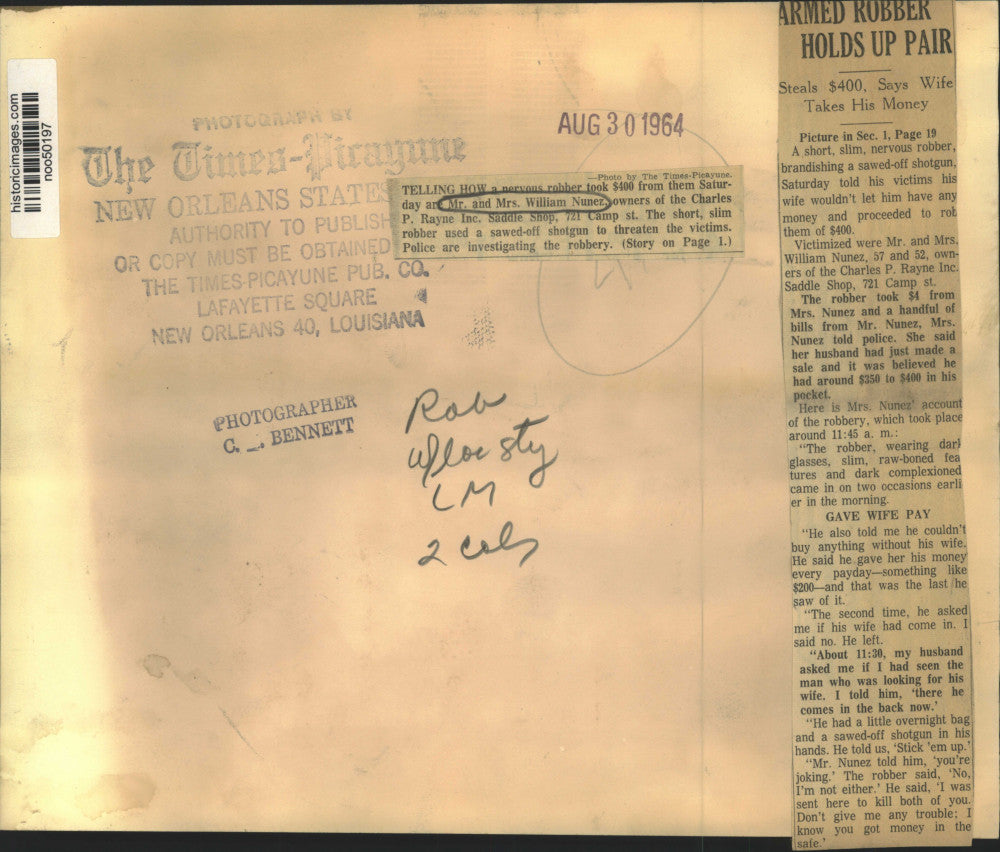 historicimages.com
noo50197
PHOTOGRAPH BY
The Times-Picayune
NEW ORLEANS STATES
AUTHORITY TO PUBLISH
OR COPY MUST BE OBTAINED
THE TIMES-PICAYUNE PUB. CO.
LAFAYETTE SQUARE
NEW ORLEANS 40, LOUISIANA
AUG 30 1964
—Photo by The Times-Picayune.
TELLING HOW a nervous robber took $400 from them Satur-
day are Mr. and Mrs. William Nunez, owners of the Charles
P. Rayne Inc. Saddle Shop, 721 Camp st. The short, slim
robber used a sawed-off shotgun to threaten the victims.
Police are investigating the robbery. (Story on Page 1.)
PHOTOGRAPHER
C. _. BENNETT
Rob
LM
2 cols
ARMED ROBBER
HOLDS UP PAIR
Steals $400, Says Wife
Takes His Money
Picture in Sec. 1, Page 19
A short, slim, nervous robber,
brandishing a sawed-off shotgun,
Saturday told his victims his
wife wouldn't let him have any
money and proceeded to rob
them of $400.
Victimized were Mr. and Mrs.
William Nunez, 57 and 52, own-
ers of the Charles P. Rayne Inc.
Saddle Shop, 721 Camp st.
The robber took $4 from
Mrs. Nunez and a handful of
bills from Mr. Nunez, Mrs.
Nunez told police. She said
her husband had just made a
sale and it was believed he
had around $350 to $400 in his
pocket.
Here is Mrs. Nunez' account
of the robbery, which took place
around 11:45 a. m.:
"The robber, wearing dark
glasses, slim, raw-boned fea
tures and dark complexioned
came in on two occasions earli
er in the morning.
GAVE WIFE PAY
"He also told me he couldn't
buy anything without his wife.
He said he gave her his money
every payday—something like
$200—and that was the last he
saw of it.
"The second time, he asked
me if his wife had come in. I
said no. He left.
"About 11:30, my husband
asked me if I had seen the
man who was looking for his
wife. I told him, 'there he
comes in the back now.'
"He had a little overnight bag
and a sawed-off shotgun in his
hands. He told us, 'Stick 'em up.'
"Mr. Nunez told him, 'you're
joking.' The robber said, 'No,
I'm not either.' He said, 'I was
sent here to kill both of you.
Don't give me any trouble; I
know you got money in the
safe.'